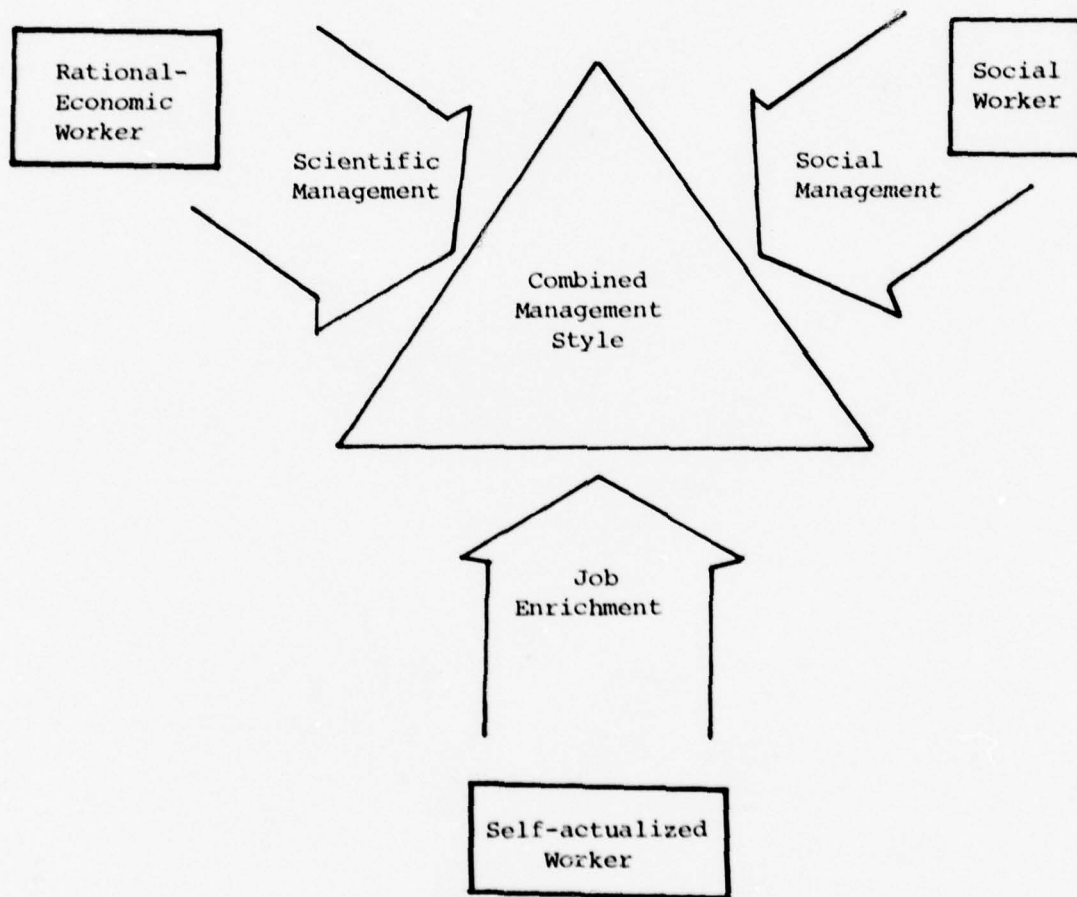 Rational-
Economic
Worker
Scientific
Management
Social
Worker
Social
Management
Combined
Management
Style
Job
Enrichment
Self-actualized
Worker